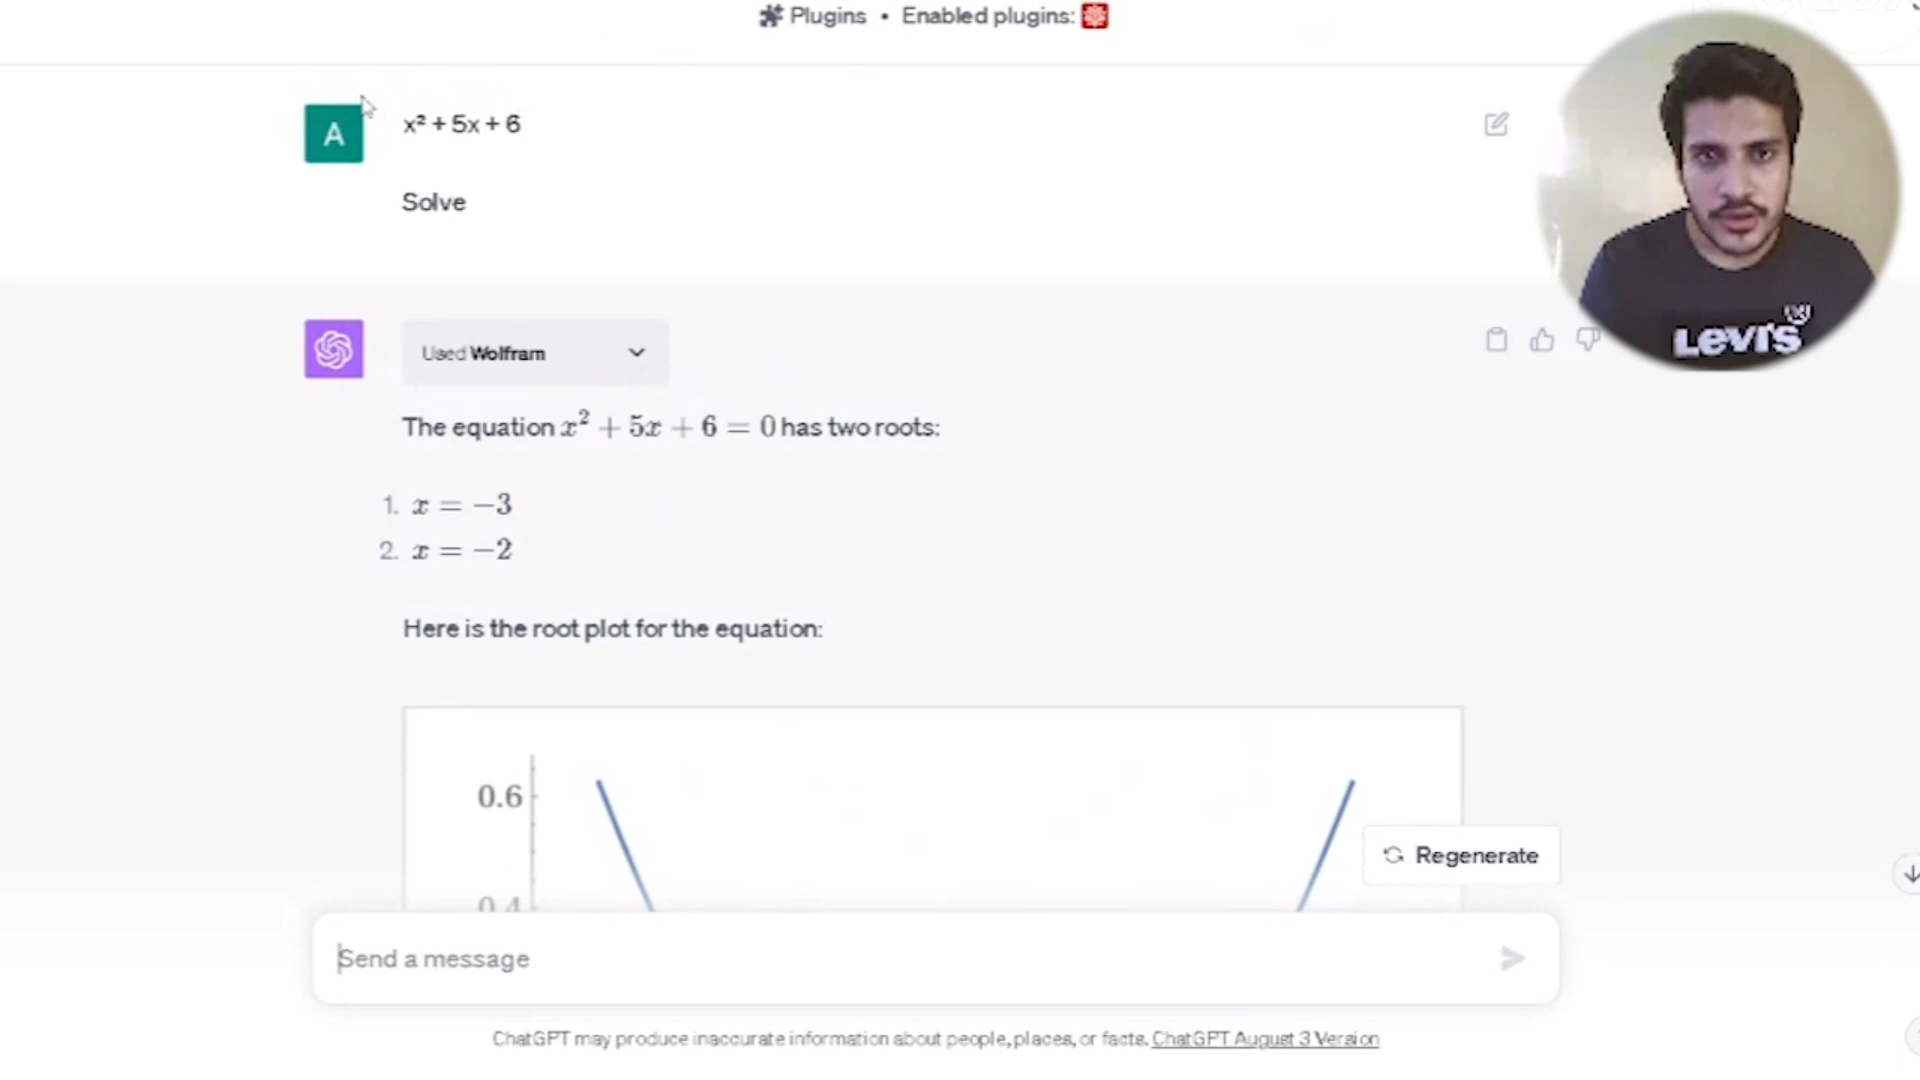 Plugins • Enabled plugins:
A
x² + 5x + 6
Solve
Used Wolfram
The equation x² + 5x + 6 = 0 has two roots:
1. x = −3
2. x = −2
Here is the root plot for the equation:
0.6
0.4
Regenerate
Send a message
ChatGPT may produce inaccurate information about people, places, or facts. ChatGPT August 3 Version
Levi's